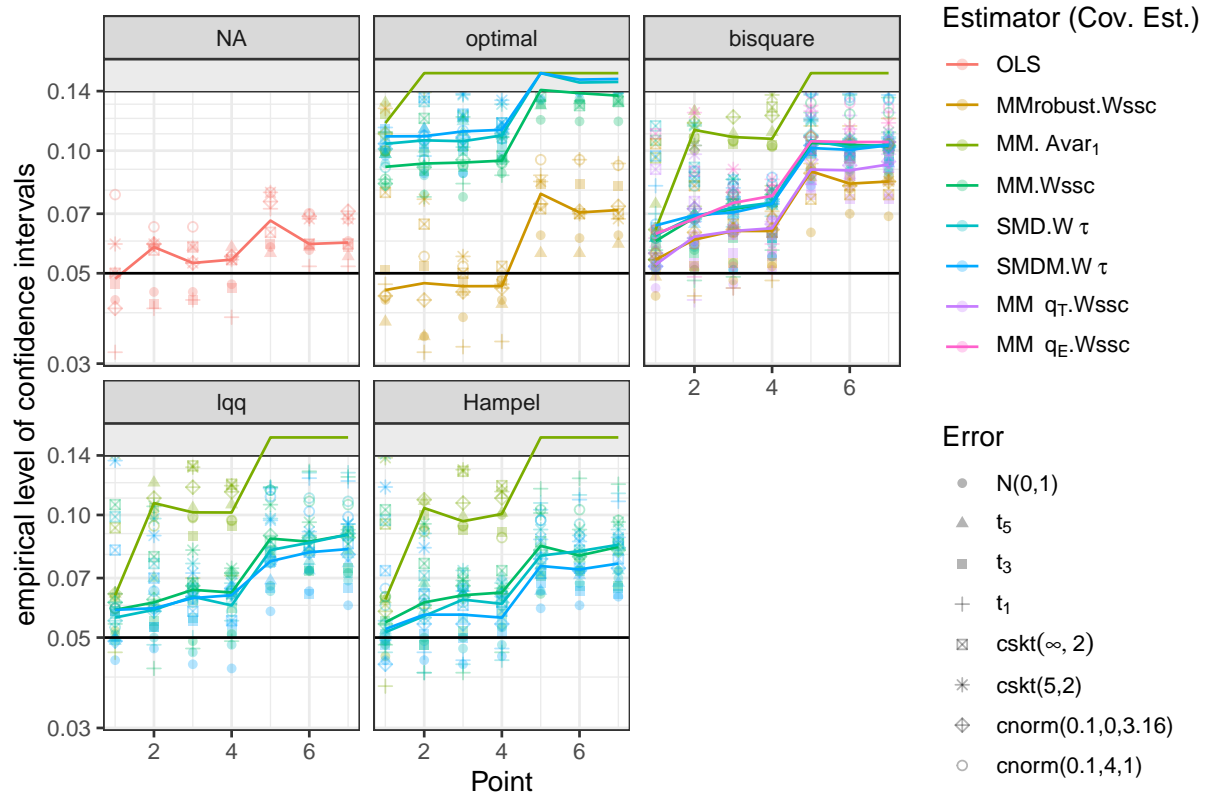 NA
optimal
bisquare
0.14
0.10
0.07
0.05
0.03
2
4
6
lqq
Hampel
0.14
0.10
0.07
0.05
0.03
2
4
6
2
4
6
Point
empirical level of confidence intervals
Estimator (Cov. Est.)
OLS
MMrobust.Wssc
MM. Avar₁
MM.Wssc
SMD.W τ
SMDM.W τ
MM q_T.Wssc
MM q_E.Wssc
Error
N(0,1)
t₅
t₃
t₁
cskt(∞, 2)
cskt(5,2)
cnorm(0.1,0,3.16)
cnorm(0.1,4,1)